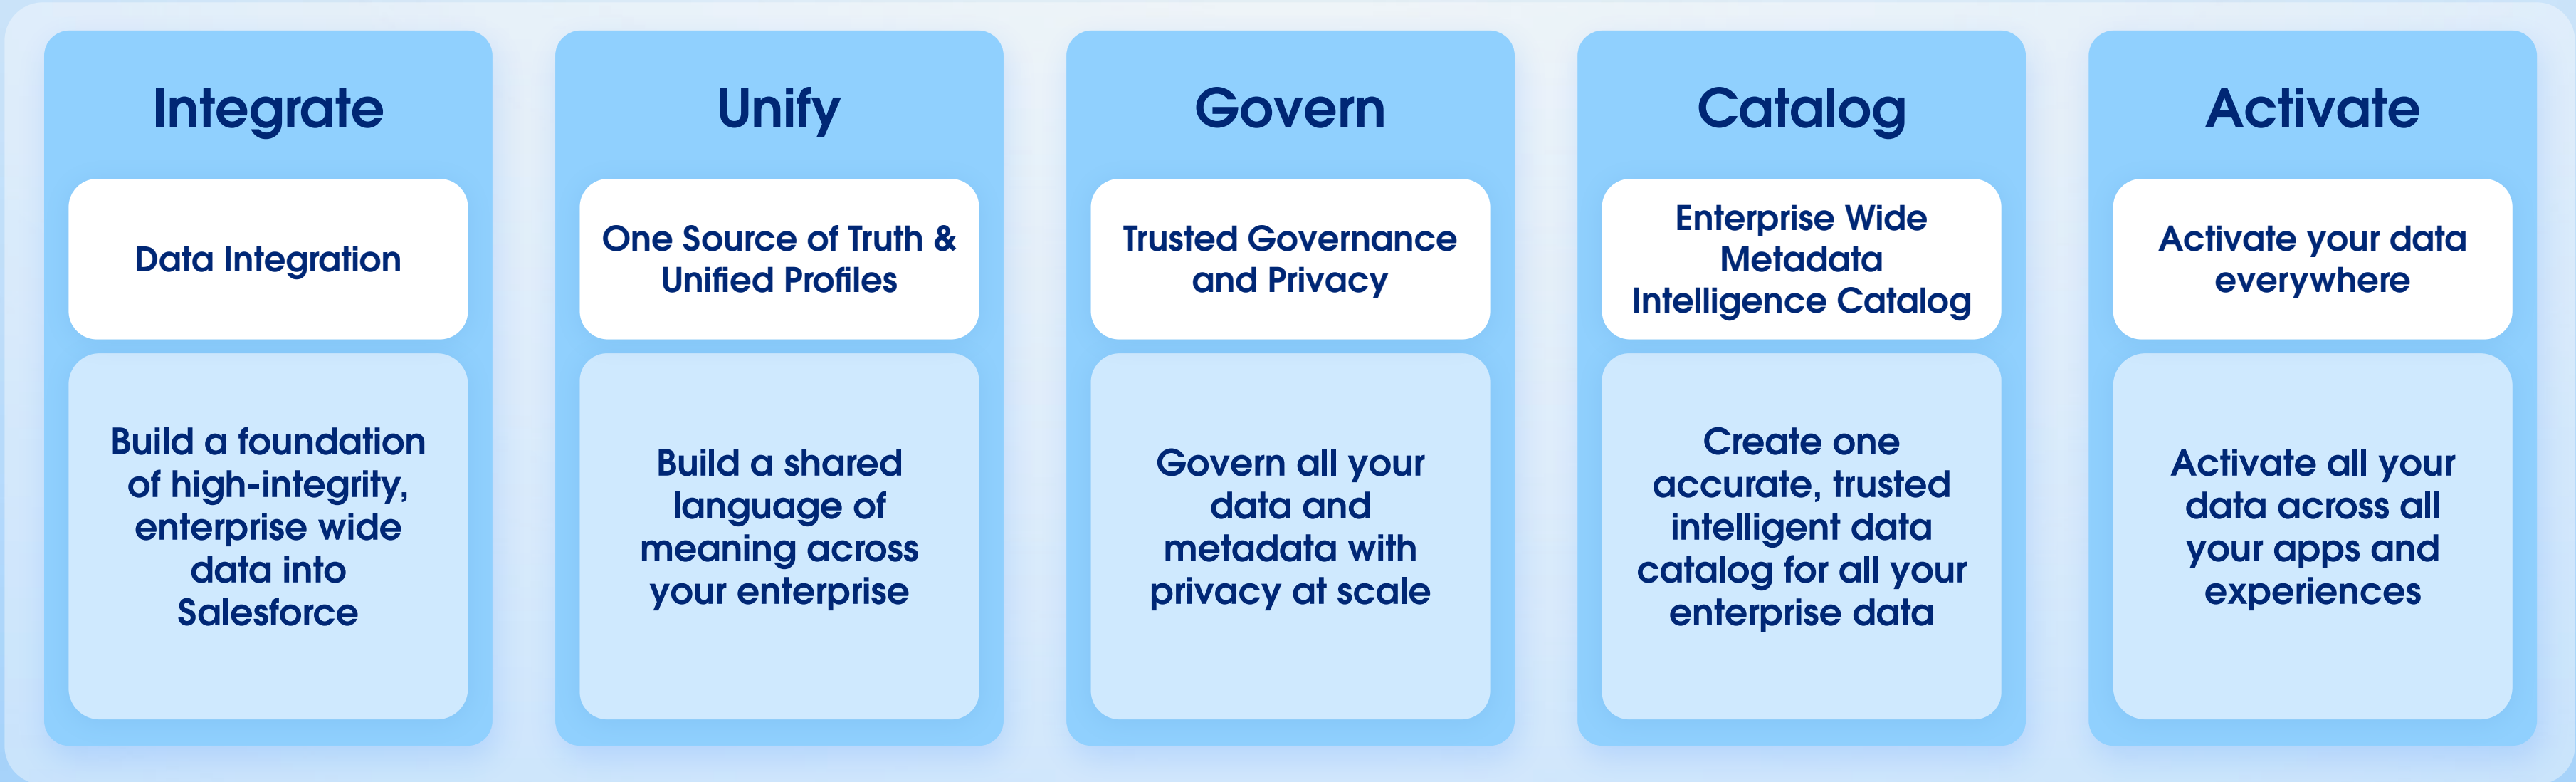 Integrate
Data Integration
Build a foundation
of high-integrity,
enterprise wide
data into
Salesforce
Unify
One Source of Truth &
Unified Profiles
Build a shared
language of
meaning across
your enterprise
Govern
Trusted Governance
and Privacy
Govern all your
data and
metadata with
privacy at scale
Catalog
Enterprise Wide
Metadata
Intelligence Catalog
Create one
accurate, trusted
intelligent data
catalog for all your
enterprise data
Activate
Activate your data
everywhere
Activate all your
data across all
your apps and
experiences